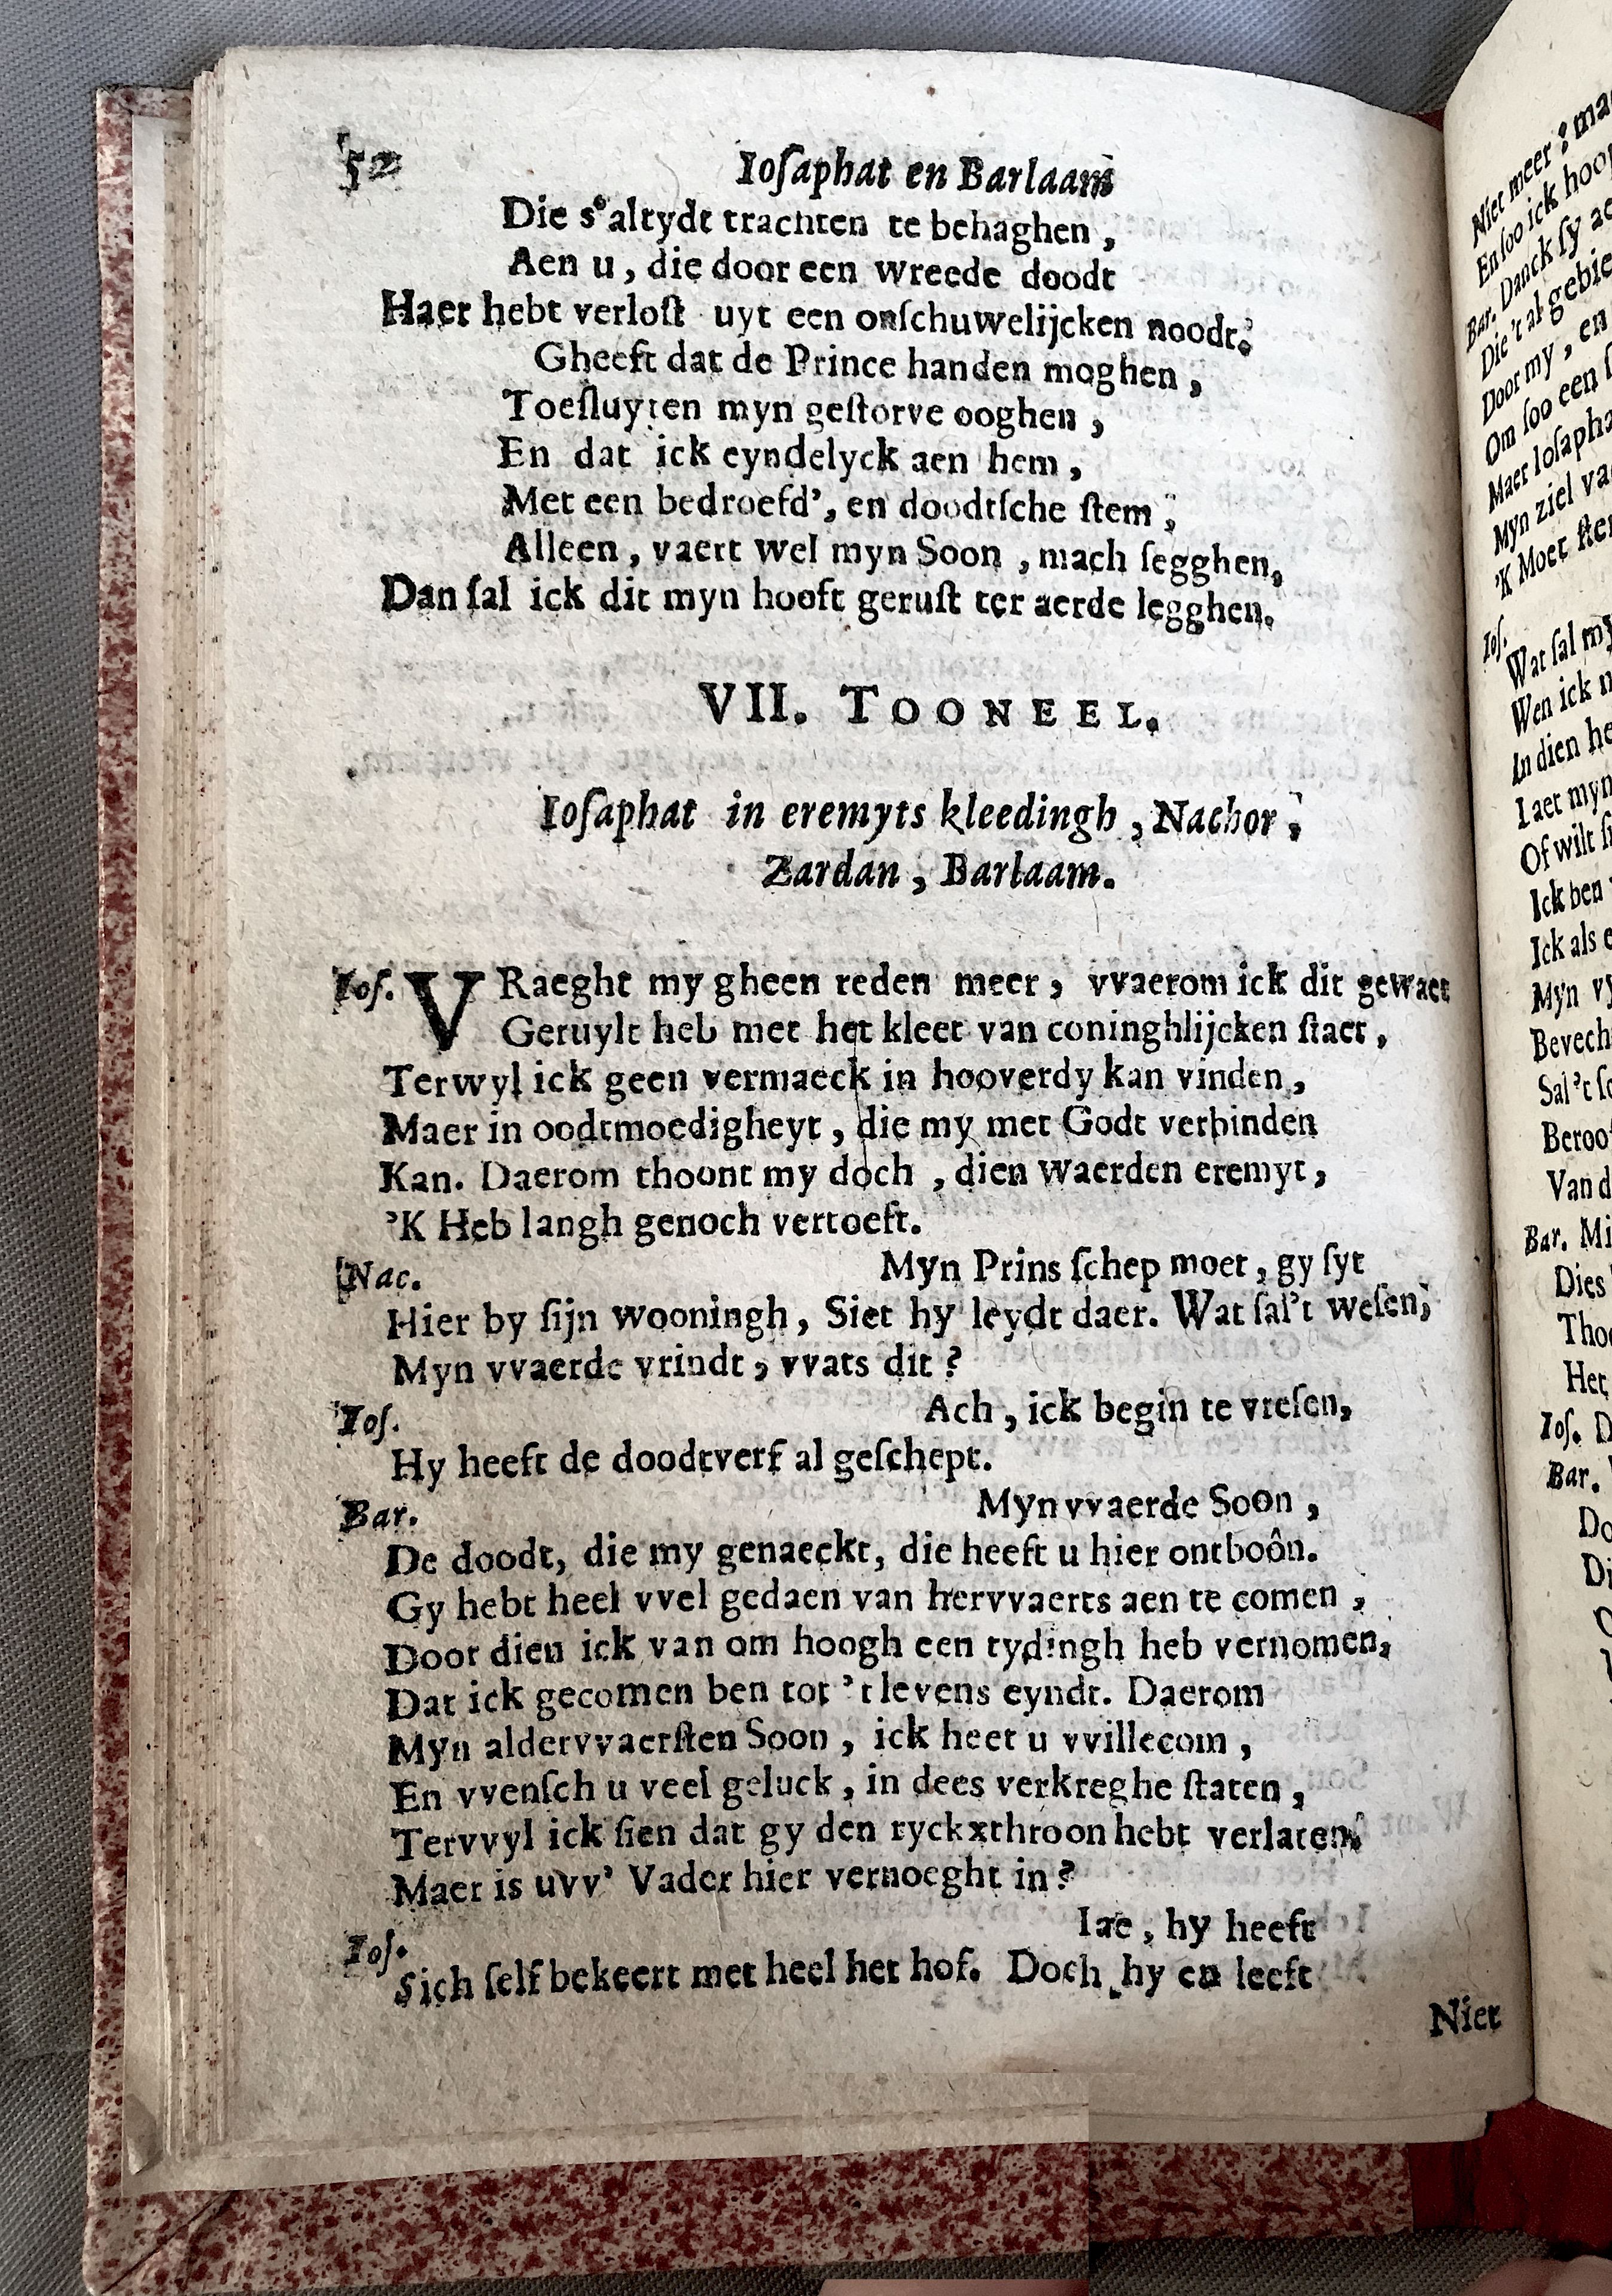 52
Ioſaphat en Barlaam
Die s'altydt trachten te behaghen,
Aen u, die door een wreede doodt
Haer hebt verloſt uyt een onſchuwelijcken noodt.
Gheeft dat de Prince handen moghen,
Toeſluyten myn geſtorve ooghen,
En dat ick eyndelyck aen hem,
Met een bedroefd', en doodtſche ſtem,
Alleen, vaert wel myn Soon, mach ſegghen,
Dan ſal ick dit myn hooft geruſt ter aerde legghen.
VII. TOONEEL.
Ioſaphat in eremyts kleedingh, Nachor,
Zardan, Barlaam.
Ioſ. VRaeght my gheen reden meer, vvaerom ick dit gewaet
Geruylt heb met het kleet van coninghlijcken ſtaet,
Terwyl ick geen vermaeck in hooverdy kan vinden,
Maer in oodtmoedigheyt, die my met Godt verbinden
Kan. Daerom thoont my doch, dien waerden eremyt,
'K Heb langh genoch vertoeft.
Nac. Myn Prins ſchep moet, gy ſyt
Hier by ſijn wooningh, Siet hy leydt daer. Wat ſal't weſen,
Myn vvaerde vrindt, vvats dit?
Ioſ. Ach, ick begin te vreſen,
Hy heeft de doodtverf al geſchept.
Bar. Myn vvaerde Soon,
De doodt, die my genaeckt, die heeft u hier ontboôn.
Gy hebt heel vvel gedaen van hervvaerts aen te comen,
Door dien ick van om hoogh een tydingh heb vernomen,
Dat ick gecomen ben tot 't levens eyndt. Daerom
Myn aldervvaerſten Soon, ick heet u vvillecom,
En vvenſch u veel geluck, in dees verkreghe ſtaten,
Tervvyl ick ſien dat gy den ryckxthroon hebt verlaten.
Maer is uvv' Vader hier vernoeght in?
Ioſ. Iae, hy heeft
Sich ſelf bekeert met heel het hof. Doch hy en leeft
Niet